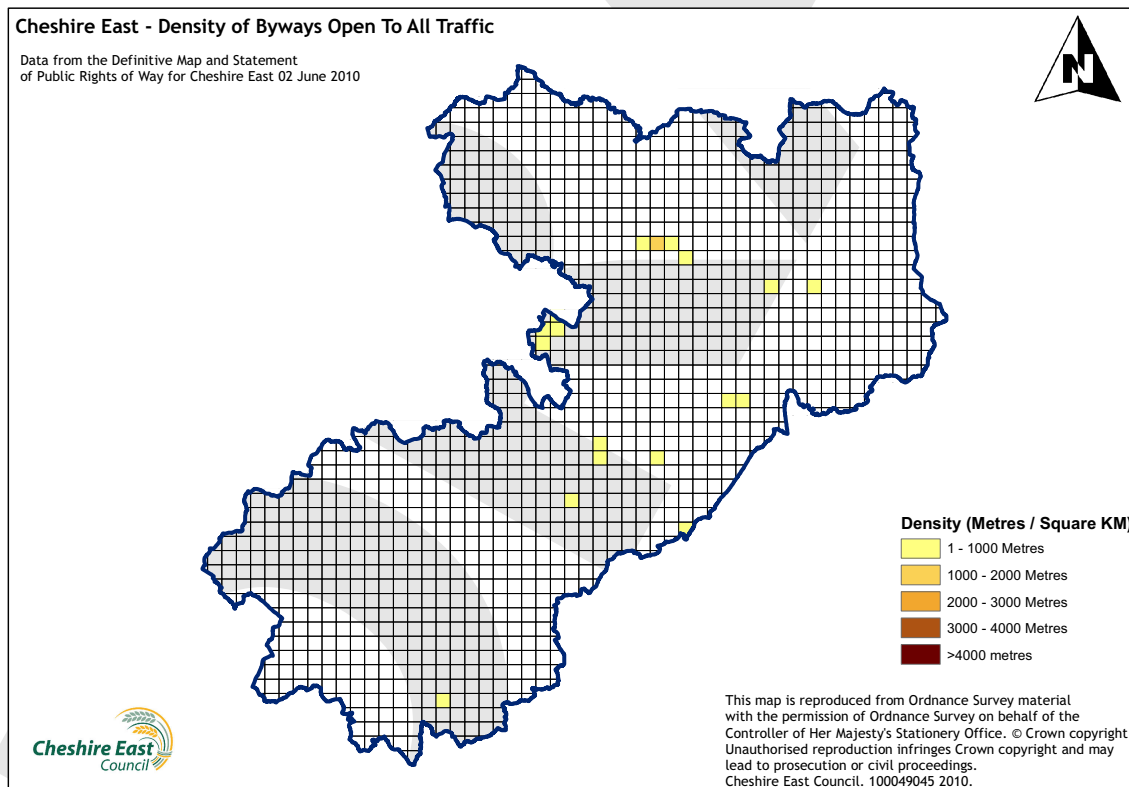 Cheshire East - Density of Byways Open To All Traffic
Data from the Definitive Map and Statement
of Public Rights of Way for Cheshire East 02 June 2010
N
Density (Metres / Square KM)
1 - 1000 Metres
1000 - 2000 Metres
2000 - 3000 Metres
3000 - 4000 Metres
>4000 metres
This map is reproduced from Ordnance Survey material
with the permission of Ordnance Survey on behalf of the
Controller of Her Majesty's Stationery Office. © Crown copyright
Unauthorised reproduction infringes Crown copyright and may
lead to prosecution or civil proceedings.
Cheshire East Council. 100049045 2010.
Cheshire East
Council